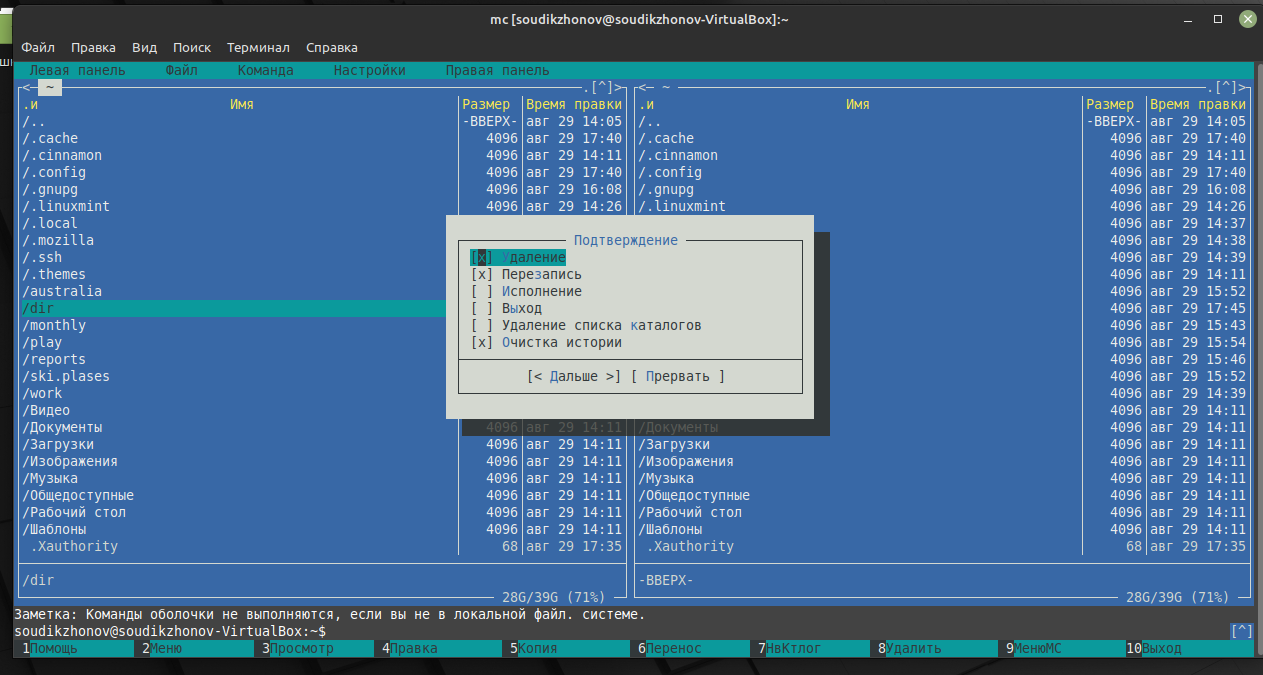 mc [soudikzhonov@soudikzhonov-VirtualBox]:~
Файл Правка Вид Поиск Терминал Справка
Левая панель Файл Команда Настройки Правая панель
<- ~ .[^]> <- ~ .[^]>
.и Имя Размер Время правки .и Имя Размер Время правки
/.. -ВВЕРХ- авг 29 14:05 /.. -ВВЕРХ- авг 29 14:05
/.cache 4096 авг 29 17:40 /.cache 4096 авг 29 17:40
/.cinnamon 4096 авг 29 14:11 /.cinnamon 4096 авг 29 14:11
/.config 4096 авг 29 17:40 /.config 4096 авг 29 17:40
/.gnupg 4096 авг 29 16:08 /.gnupg 4096 авг 29 16:08
/.linuxmint 4096 авг 29 14:26 /.linuxmint 4096 авг 29 14:26
/.local 4096 авг 29 14:37
/.mozilla Подтверждение 4096 авг 29 14:38
/.ssh [x] Удаление 4096 авг 29 14:39
/.themes [x] Перезапись 4096 авг 29 14:11
/australia [ ] Исполнение 4096 авг 29 15:52
/dir [ ] Выход 4096 авг 29 17:45
/monthly [ ] Удаление списка каталогов 4096 авг 29 15:43
/play [x] Очистка истории 4096 авг 29 15:54
/reports 4096 авг 29 15:46
/ski.plases [< Дальше >] [ Прервать ] 4096 авг 29 15:52
/work 4096 авг 29 14:39
/Видео 4096 авг 29 14:11
/Документы 4096 авг 29 14:11 /Документы 4096 авг 29 14:11
/Загрузки 4096 авг 29 14:11 /Загрузки 4096 авг 29 14:11
/Изображения 4096 авг 29 14:11 /Изображения 4096 авг 29 14:11
/Музыка 4096 авг 29 14:11 /Музыка 4096 авг 29 14:11
/Общедоступные 4096 авг 29 14:11 /Общедоступные 4096 авг 29 14:11
/Рабочий стол 4096 авг 29 14:11 /Рабочий стол 4096 авг 29 14:11
/Шаблоны 4096 авг 29 14:11 /Шаблоны 4096 авг 29 14:11
.Xauthority 68 авг 29 17:35 .Xauthority 68 авг 29 17:35
/dir -ВВЕРХ-
28G/39G (71%) 28G/39G (71%)
Заметка: Команды оболочки не выполняются, если вы не в локальной файл. системе.
soudikzhonov@soudikzhonov-VirtualBox:~$ [^]
1Помощь 2Меню 3Просмотр 4Правка 5Копия 6Перенос 7НвКтлог 8Удалить 9МенюМС 10Выход